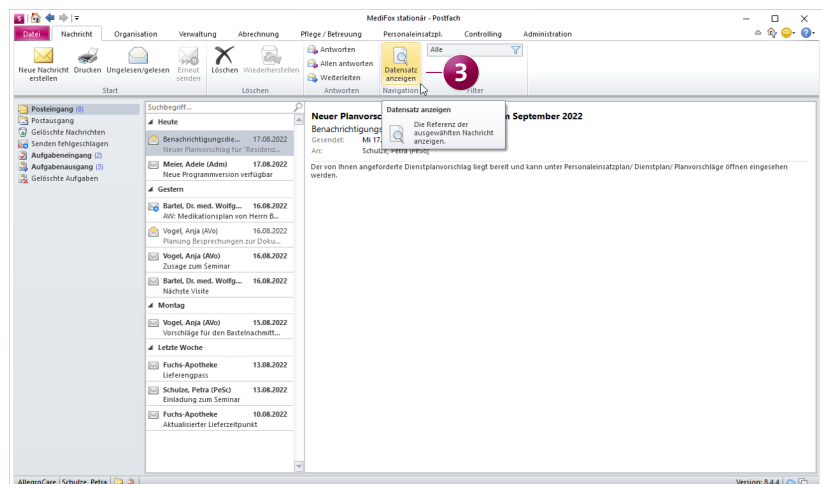 MediFox stationär - Postfach
Datei Nachricht Organisation Verwaltung Abrechnung Pflege / Betreuung Personaleinsatzpl. Controlling Administration
Neue Nachricht erstellen
Drucken
Ungelesen/gelesen
Erneut senden
Löschen
Wiederherstellen
Antworten
Allen antworten
Weiterleiten
Datensatz anzeigen
Alle
3
Start Löschen Antworten Navigation Filter
Posteingang (8)
Postausgang
Gelöschte Nachrichten
Senden fehlgeschlagen
Aufgabeneingang (2)
Aufgabenausgang (3)
Gelöschte Aufgaben
Suchbegriff...
Heute
Benachrichtigungsdie... 17.08.2022
Neuer Planvorschlag für "Residenz...
Meier, Adele (Adm) 17.08.2022
Neue Programmversion verfügbar
Gestern
Bartel, Dr. med. Wolfg... 16.08.2022
AW: Medikationsplan von Herrn B...
Vogel, Anja (AVo) 16.08.2022
Planung Besprechungen zur Doku...
Vogel, Anja (AVo) 16.08.2022
Zusage zum Seminar
Bartel, Dr. med. Wolfg... 16.08.2022
Nächste Visite
Montag
Vogel, Anja (AVo) 15.08.2022
Vorschläge für den Bastelnachmitt...
Letzte Woche
Fuchs-Apotheke 13.08.2022
Lieferengpass
Schulze, Petra (PeSc) 13.08.2022
Einladung zum Seminar
Fuchs-Apotheke 10.08.2022
Aktualisierter Lieferzeitpunkt
Neuer Planvorsc
m September 2022
Benachrichtigungs
Gesendet: Mi 17.
An: Schulze, Petra (PeSc);
Datensatz anzeigen
Die Referenz der
ausgewählten Nachricht
anzeigen.
Der von Ihnen angeforderte Dienstplanvorschlag liegt bereit und kann unter Personaleinsatzplan/ Dienstplan/ Planvorschläge öffnen eingesehen
werden.
AllegroCare Schulze, Petra
Version: 8.4.4